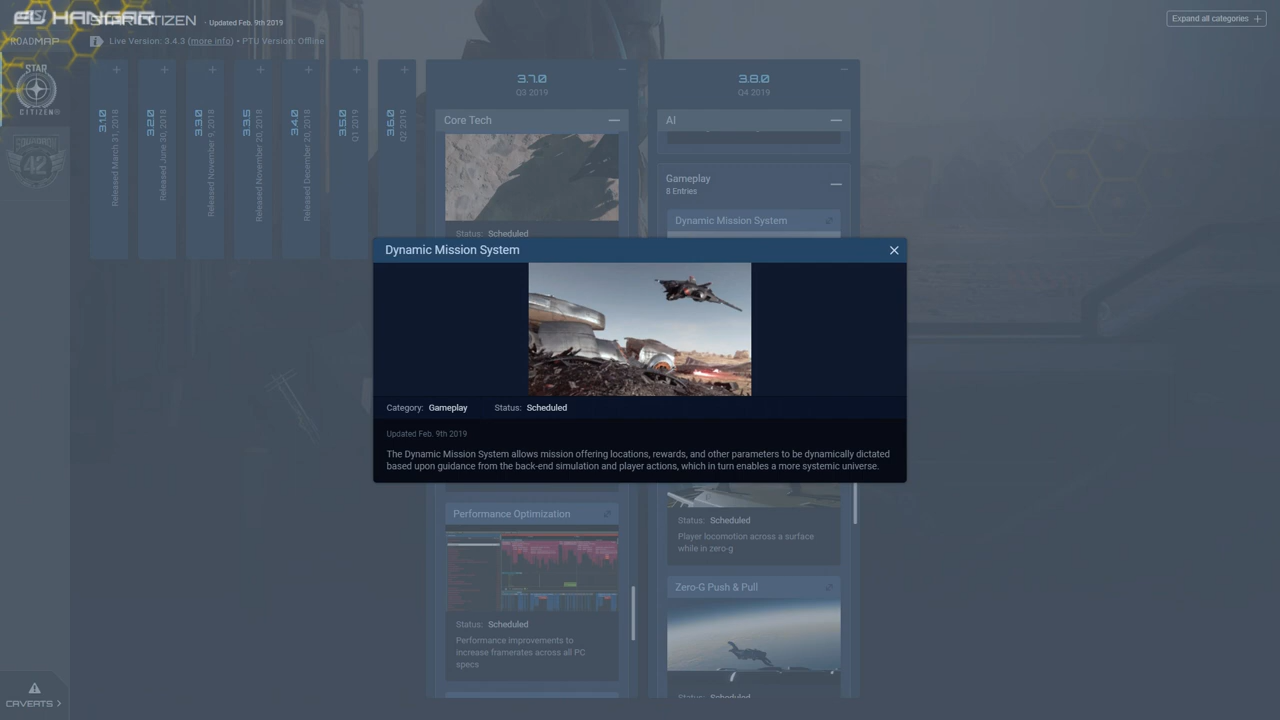 ED HANGAR
STAR CITIZEN • Updated Feb. 9th 2019
Expand all categories
ROADMAP
Live Version: 3.4.3 (more info) • PTU Version: Offline
STAR
CITIZEN
SQUADRON
42
3.1.0 Released March 31, 2018
3.2.0 Released June 30, 2018
3.3.0 Released November 9, 2018
3.3.5 Released November 20, 2018
3.4.0 Released December 20, 2018
3.5.0 Q1 2019
3.6.0 Q2 2019
3.7.0
Q3 2019
3.8.0
Q4 2019
Core Tech
AI
Gameplay
8 Entries
Dynamic Mission System
Status: Scheduled
Dynamic Mission System
Category: Gameplay Status: Scheduled
Updated Feb. 9th 2019
The Dynamic Mission System allows mission offering locations, rewards, and other parameters to be dynamically dictated
based upon guidance from the back-end simulation and player actions, which in turn enables a more systemic universe.
Performance Optimization
Status: Scheduled
Performance improvements to
increase framerates across all PC
specs
Status: Scheduled
Player locomotion across a surface
while in zero-g
Zero-G Push & Pull
Status: Scheduled
CAVEATS